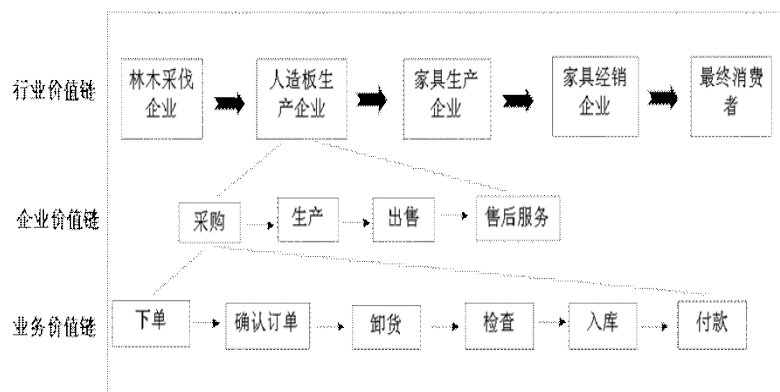 行业价值链
林木采伐
企业
人造板生
产企业
家具生产
企业
家具经销
企业
最终消费
者
企业价值链
采购
生产
出售
售后服务
业务价值链
下单
确认订单
卸货
检查
入库
付款